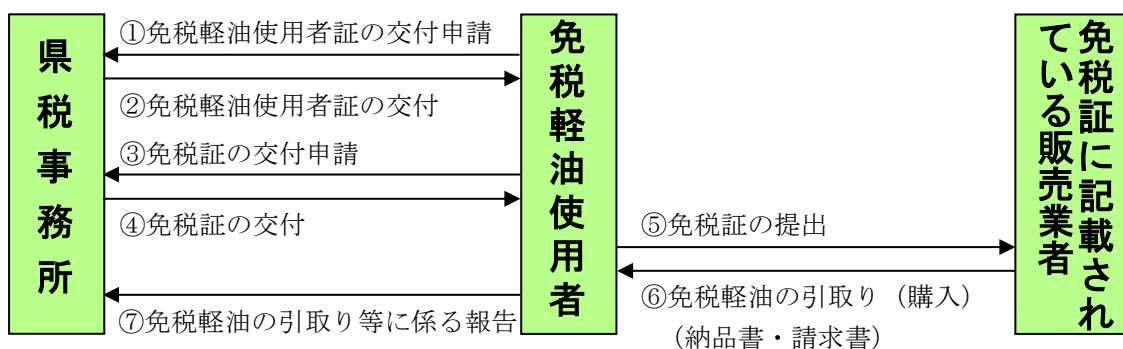 県税事務所
①免税軽油使用者証の交付申請
②免税軽油使用者証の交付
③免税証の交付申請
④免税証の交付
⑦免税軽油の引取り等に係る報告
免税軽油使用者
⑤免税証の提出
⑥免税軽油の引取り（購入）
（納品書・請求書）
免税証に記載され
ている販売業者